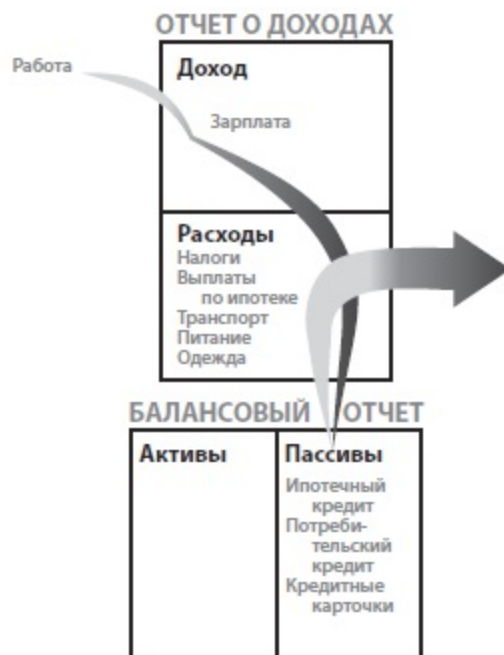 ОТЧЕТ О ДОХОДАХ
Работа
Доход
Зарплата
Расходы
Налоги
Выплаты
по ипотеке
Транспорт
Питание
Одежда
БАЛАНСОВЫЙ ОТЧЕТ
Активы
Пассивы
Ипотечный
кредит
Потреби-
тельский
кредит
Кредитные
карточки